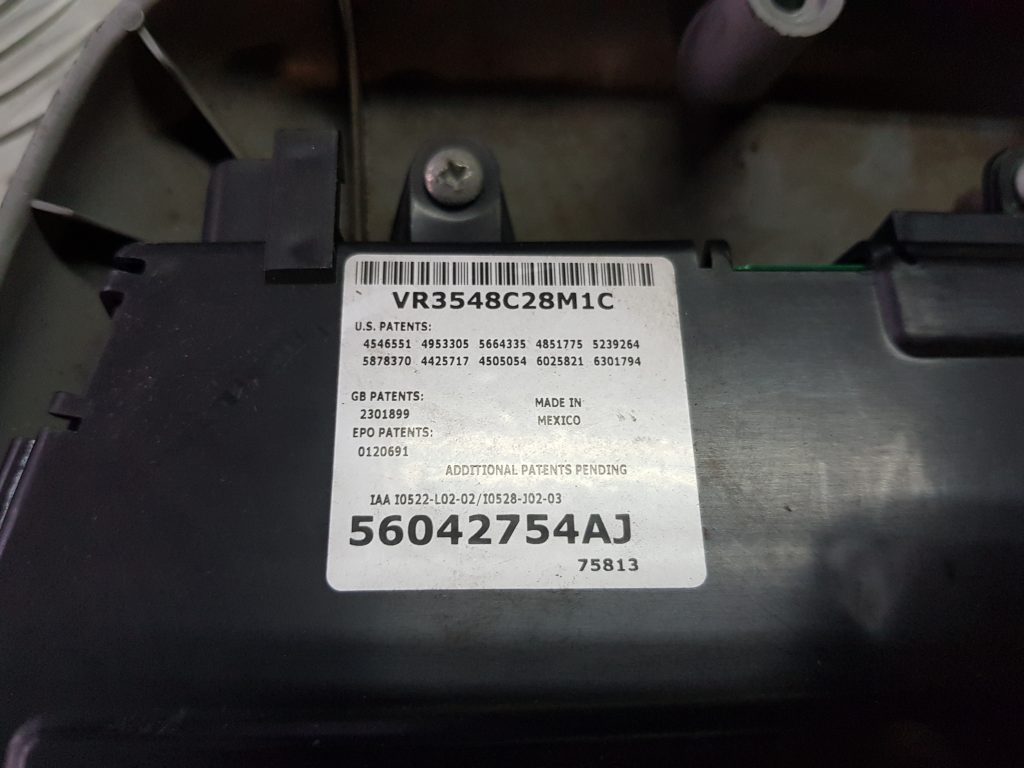 VR3548C28M1C
U.S. PATENTS:
4546551 4953305 5664335 4851775 5239264
5878370 4425717 4505054 6025821 6301794
GB PATENTS:
2301899
MADE IN
MEXICO
EPO PATENTS:
0120691
ADDITIONAL PATENTS PENDING
IAA I0522-L02-02/I0528-J02-03
56042754AJ
75813